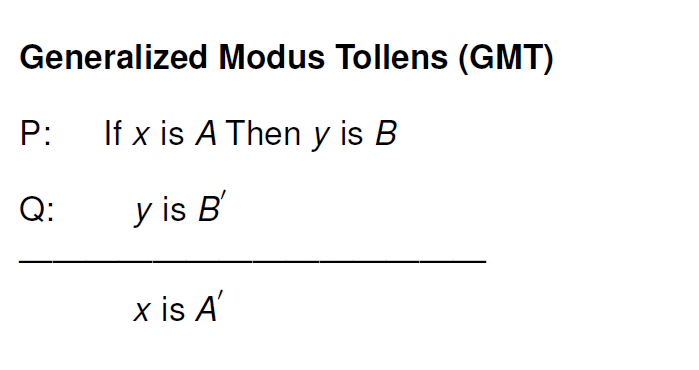 Generalized Modus Tollens (GMT)
P: If x is A Then y is B
Q: y is B′
x is A′